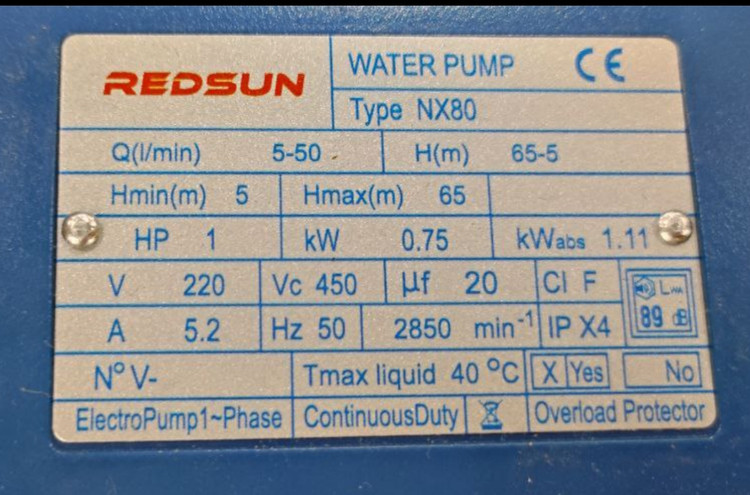 REDSUN
WATER PUMP CE
Type NX80
Q(l/min) 5-50 H(m) 65-5
Hmin(m) 5 Hmax(m) 65
HP 1 kW 0.75 kWabs 1.11
V 220 Vc 450 µf 20 Cl F
LWA
A 5.2 Hz 50 2850 min⁻¹ IP X4
89 dB
N° V- Tmax liquid 40 °C X Yes No
ElectroPump1~Phase ContinuousDuty Overload Protector